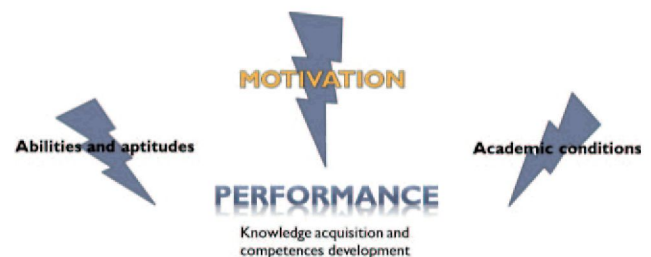 MOTIVATION
Abilities and aptitudes
Academic conditions
PERFORMANCE
Knowledge acquisition and
competences development